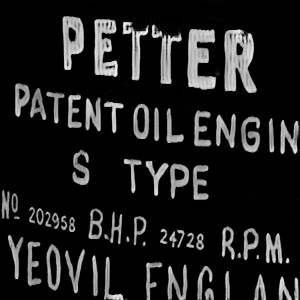 PETTER
PATENT OIL ENGIN
S TYPE
No 202958 B.H.P. 24728 R.P.M.
YEOVIL ENGLAN